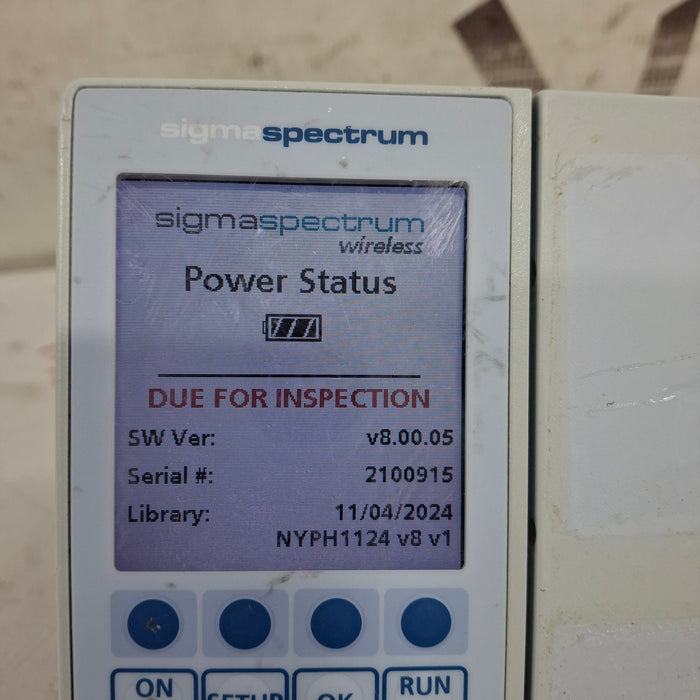 sigmaspectrum
sigmaspectrum
wireless
Power Status
DUE FOR INSPECTION
SW Ver: v8.00.05
Serial #: 2100915
Library: 11/04/2024
NYPH1124 v8 v1
ON SETUP OK RUN